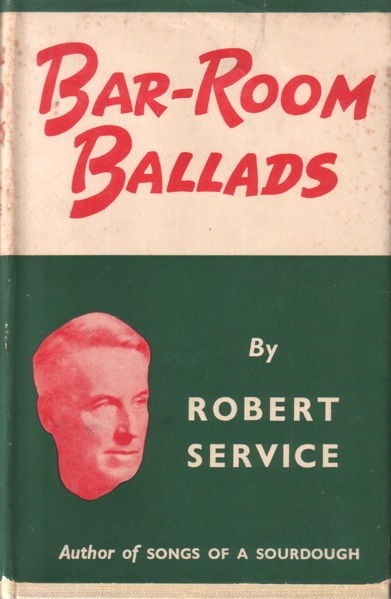 BAR-ROOM
BALLADS
By
ROBERT
SERVICE
Author of SONGS OF A SOURDOUGH